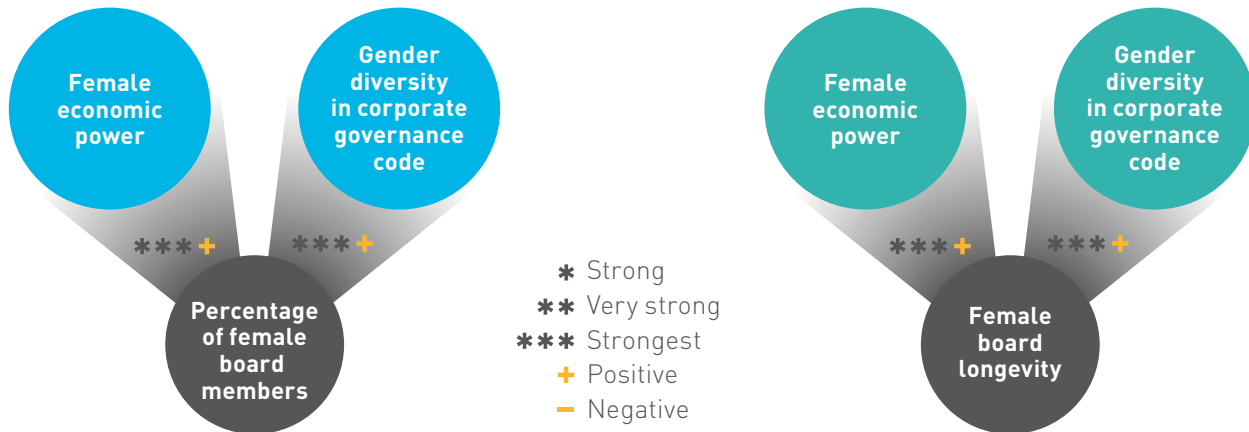 Female
economic
power
Gender
diversity
in corporate
governance
code
***+
***+
Percentage
of female
board
members
* Strong
** Very strong
*** Strongest
+ Positive
− Negative
Female
economic
power
Gender
diversity
in corporate
governance
code
***+
***+
Female
board
longevity